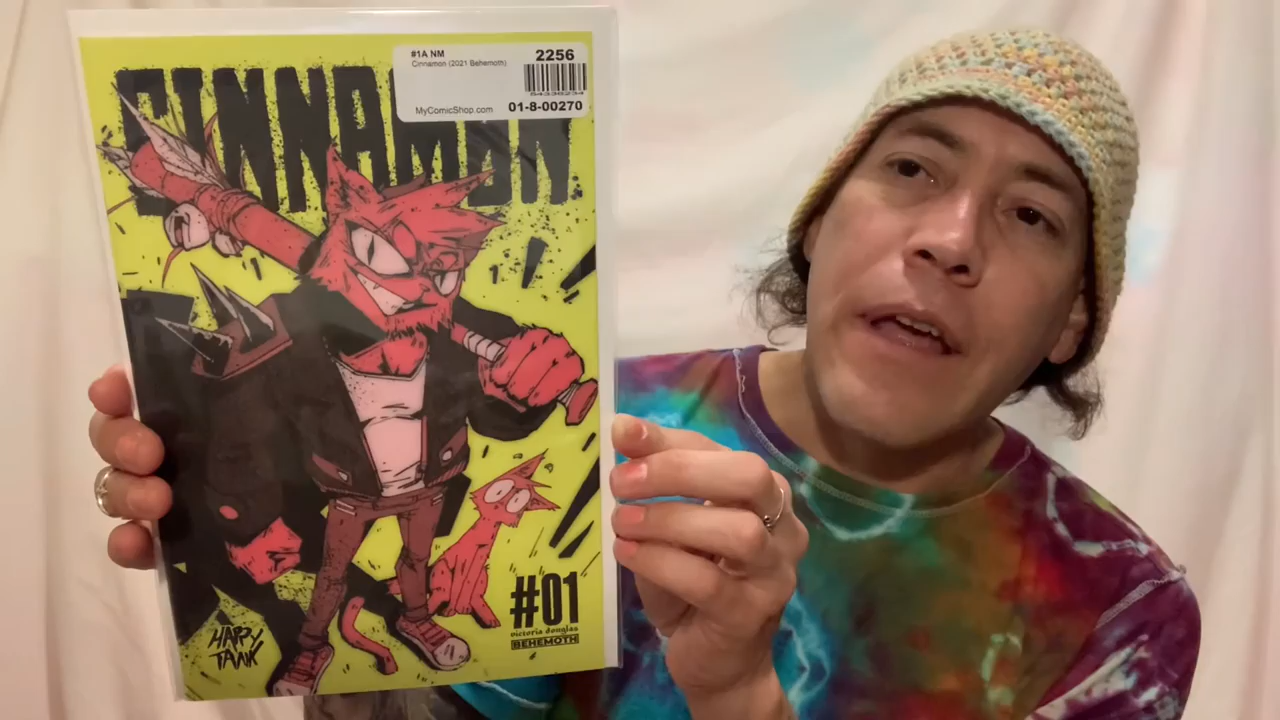 #1A NM
2256
Cinnamon (2021 Behemoth)
MyComicShop.com
01-8-00270
CINNAMON
#01
victoria douglas
BEHEMOTH
HAPPY
TANK